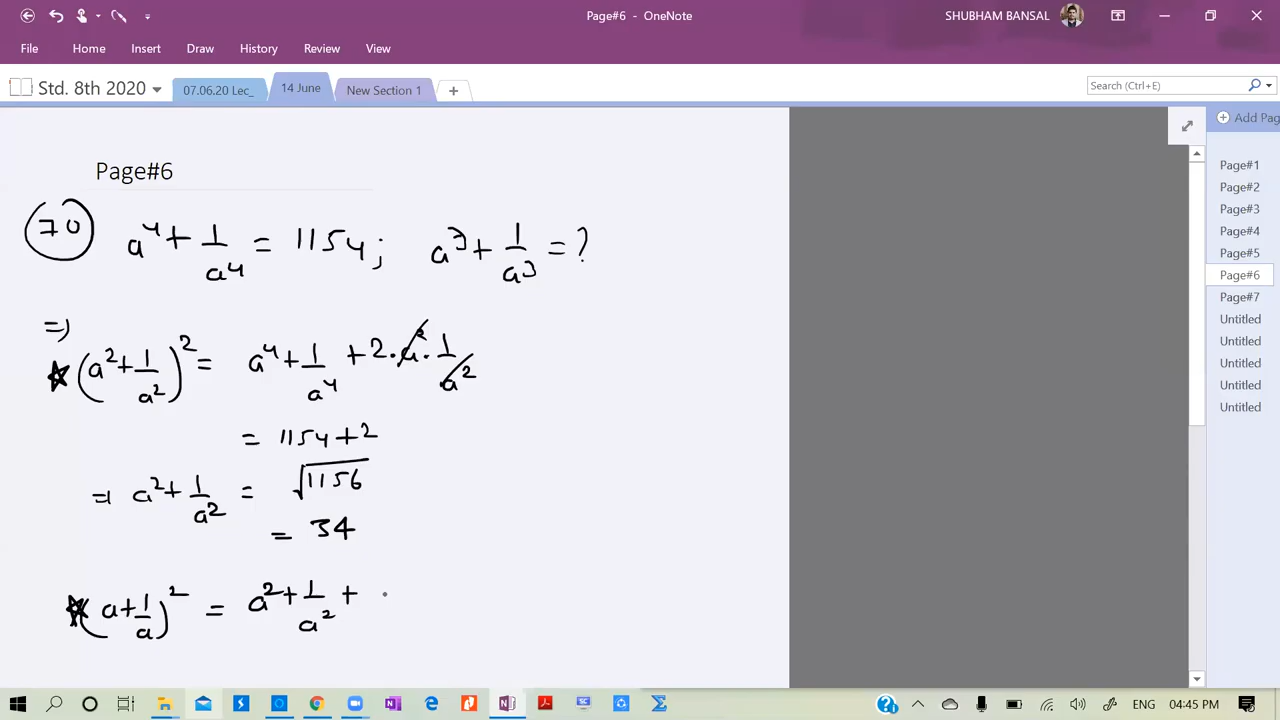 Page#6 - OneNote
SHUBHAM BANSAL
File Home Insert Draw History Review View
Std. 8th 2020 07.06.20 Lec_ 14 June New Section 1
Search (Ctrl+E)
Add Pag
Page#1
Page#2
Page#3
Page#4
Page#5
Page#6
Page#7
Untitled
Untitled
Untitled
Untitled
Untitled
Page#6
70 a⁴ + 1/a⁴ = 1154; a³ + 1/a³ = ?
⇒
★ (a² + 1/a²)² = a⁴ + 1/a⁴ + 2 · a² · 1/a²
= 1154 + 2
⇒ a² + 1/a² = √1156
= 34
★ (a + 1/a)² = a² + 1/a² +
ENG 04:45 PM